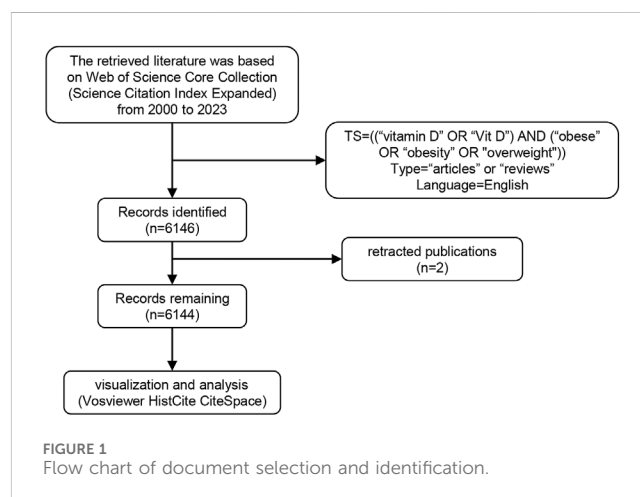 The retrieved literature was based
on Web of Science Core Collection
(Science Citation Index Expanded)
from 2000 to 2023
TS=((“vitamin D” OR “Vit D”) AND (“obese”
OR “obesity” OR "overweight"))
Type=“articles” or “reviews”
Language=English
Records identified
(n=6146)
retracted publications
(n=2)
Records remaining
(n=6144)
visualization and analysis
(Vosviewer HistCite CiteSpace)
FIGURE 1
Flow chart of document selection and identification.